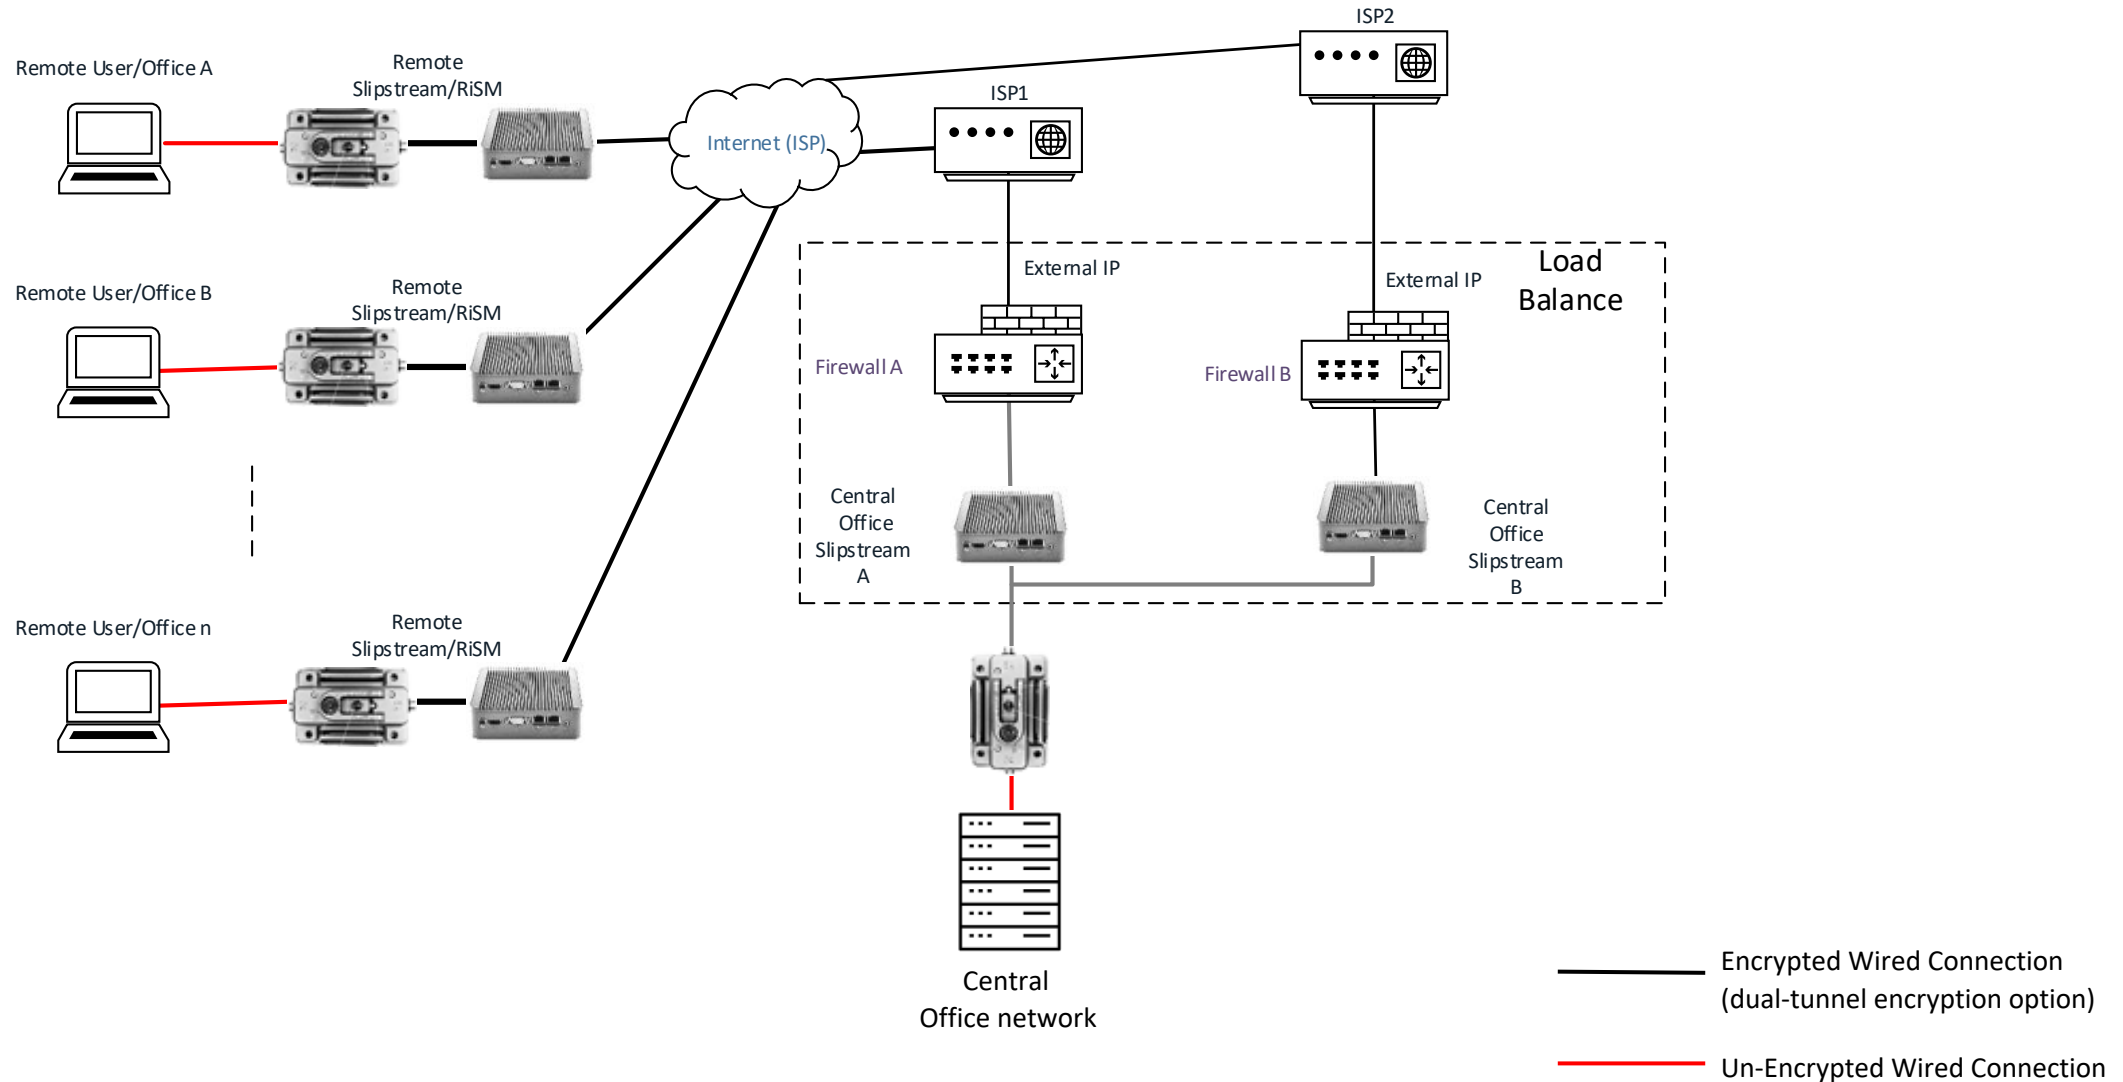 ISP2
Remote User/Office A
Remote
Slipstream/RiSM
ISP1
Internet (ISP)
External IP
Load
Balance
External IP
Remote User/Office B
Remote
Slipstream/RiSM
Firewall A
Firewall B
Central
Office
Slipstream
A
Central
Office
Slipstream
B
Remote User/Office n
Remote
Slipstream/RiSM
Central
Office network
Encrypted Wired Connection
(dual-tunnel encryption option)
Un-Encrypted Wired Connection